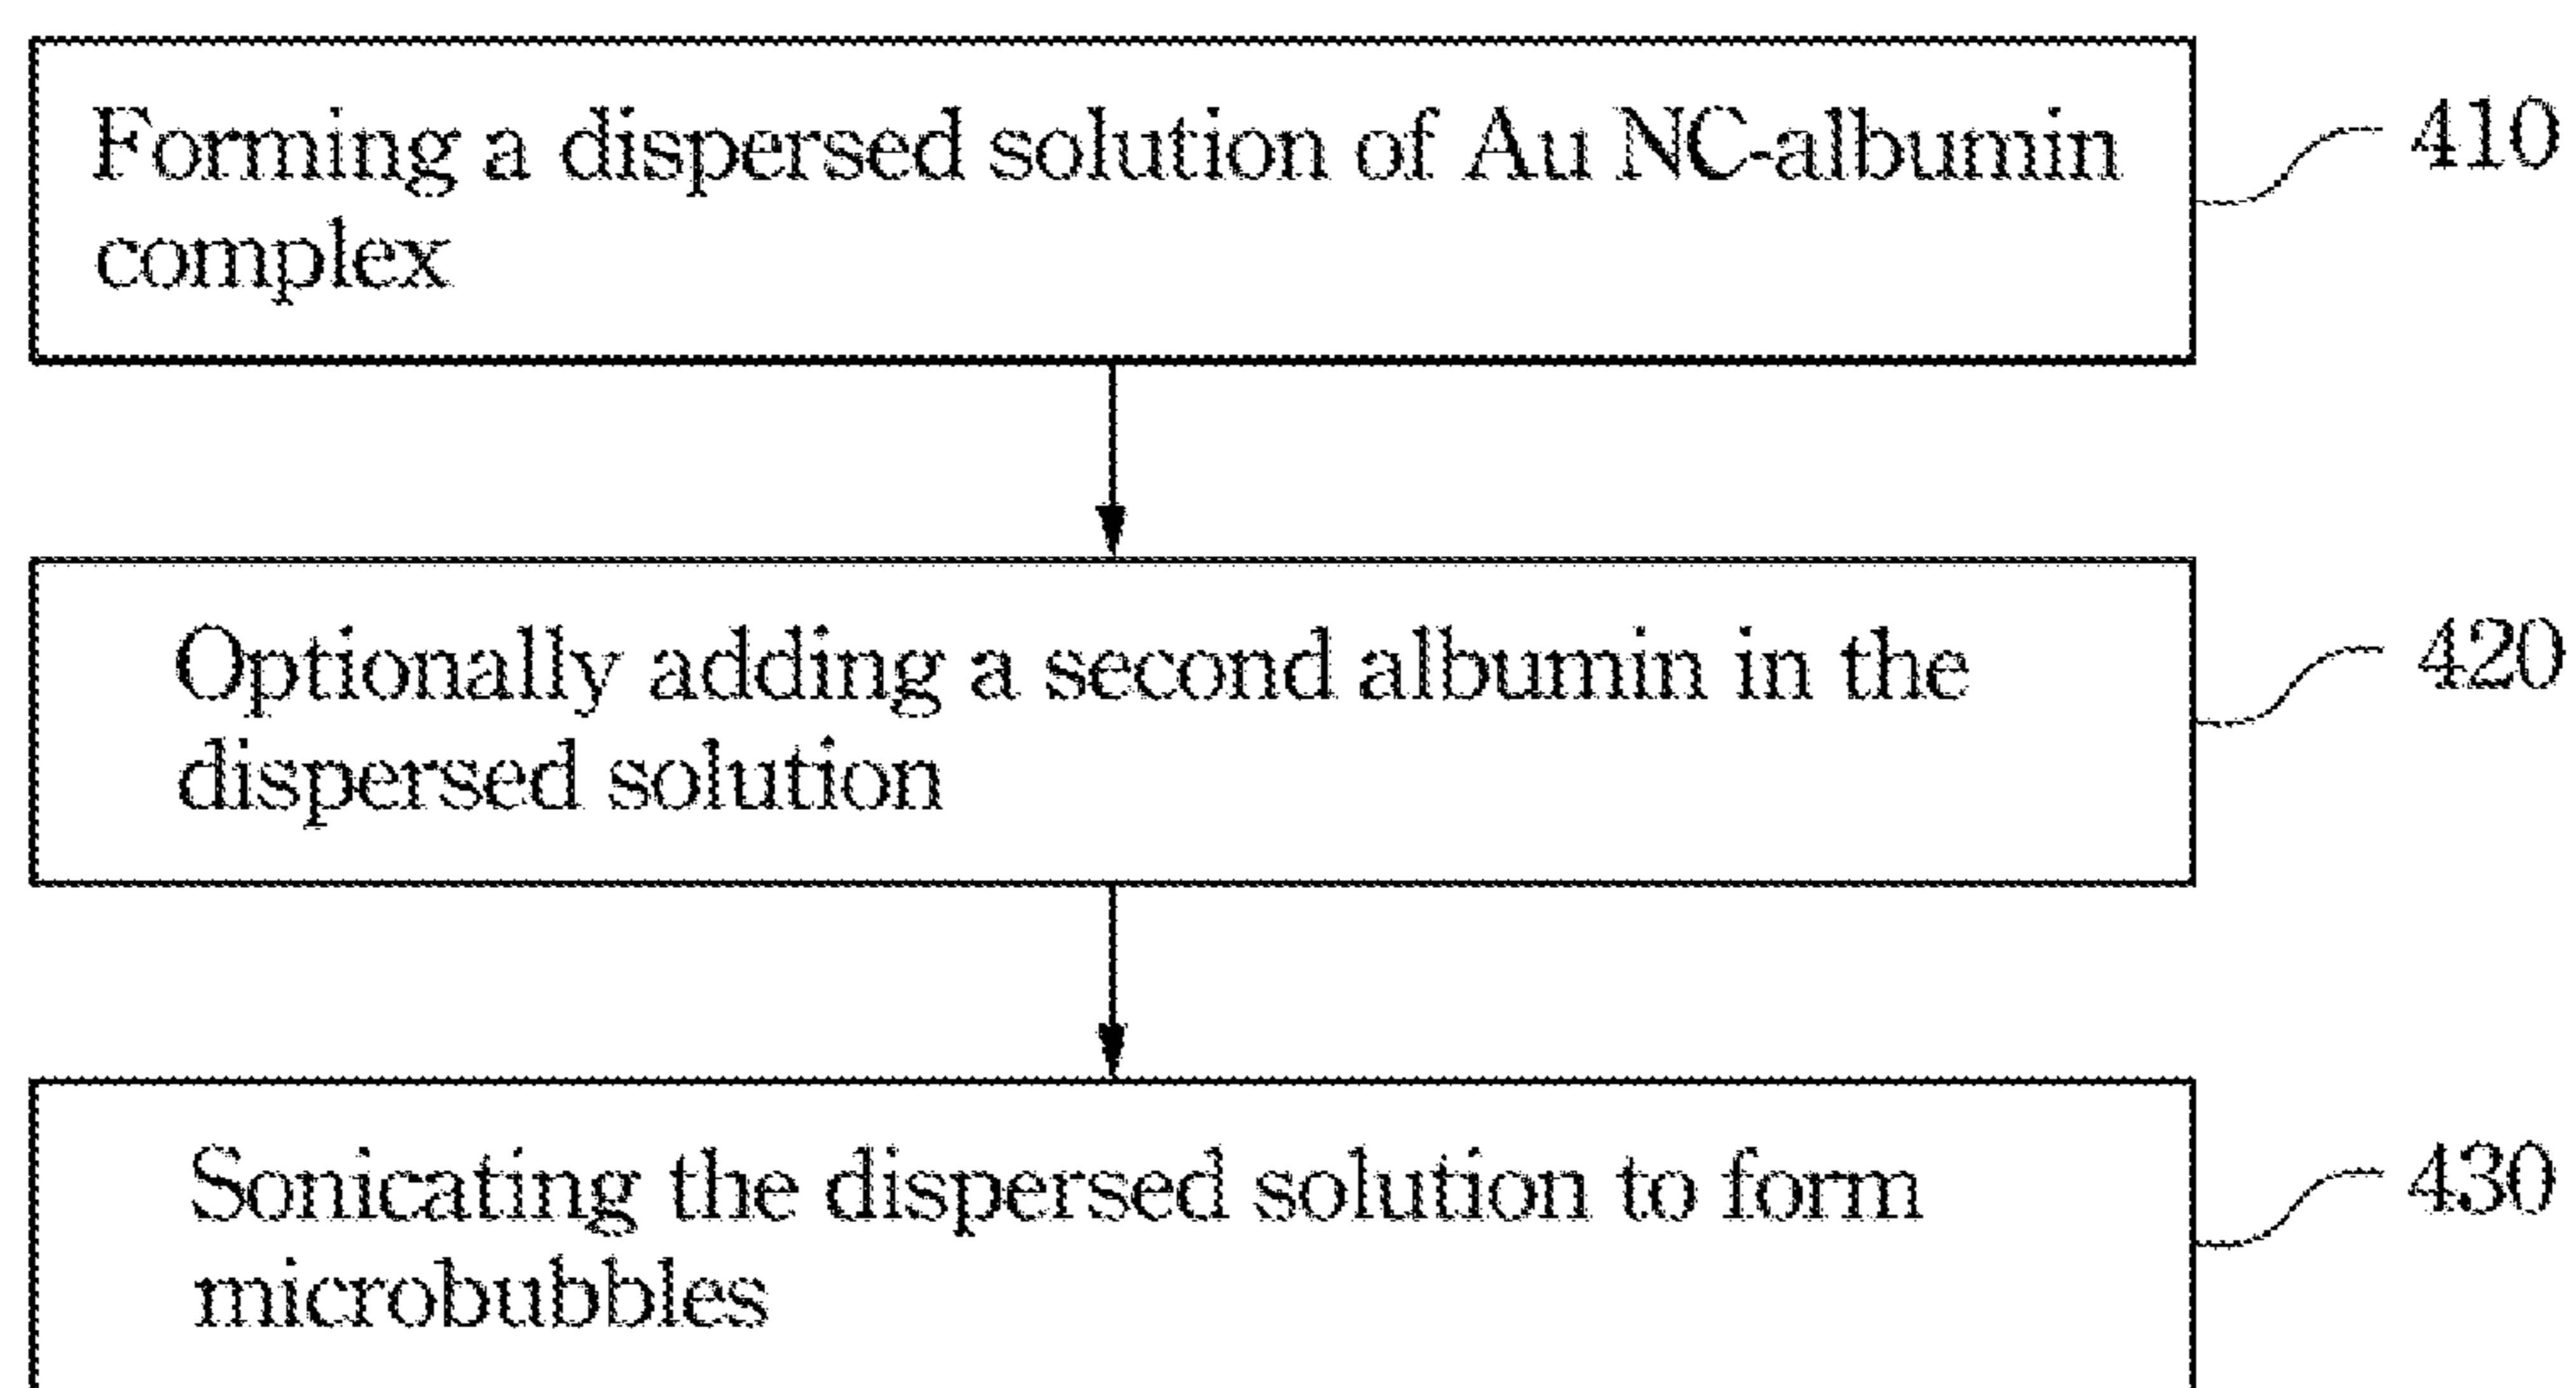 Forming a dispersed solution of Au NC-albumin
complex
410
Optionally adding a second albumin in the
dispersed solution
420
Sonicating the dispersed solution to form
microbubbles
430